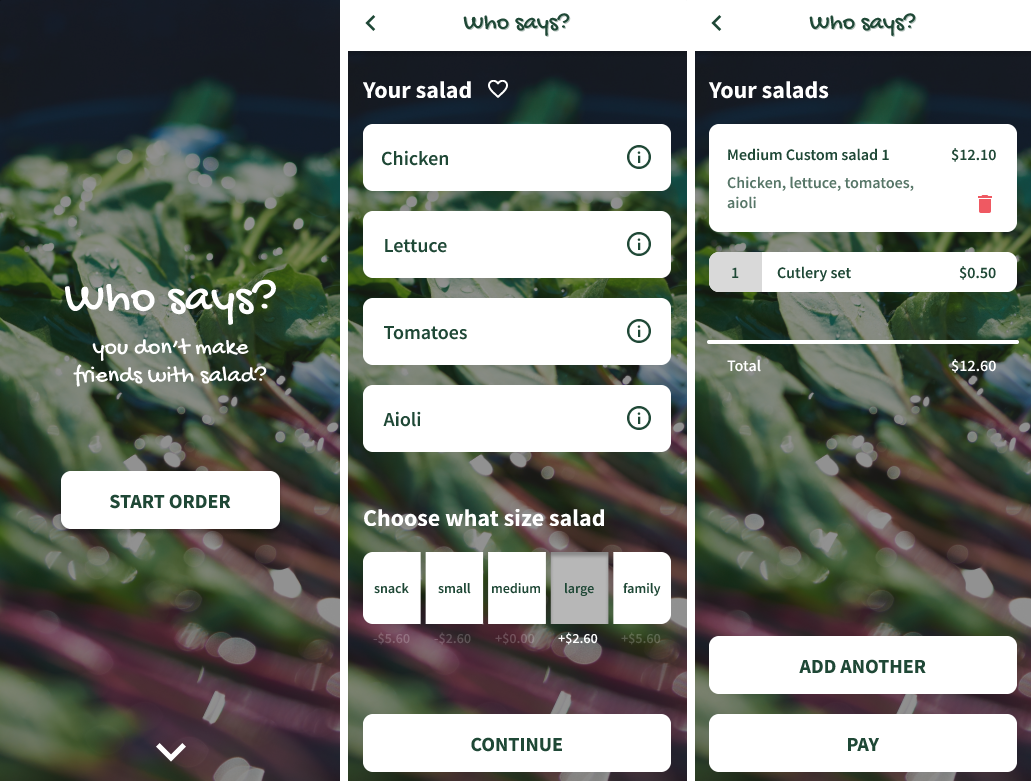 Who says?
you don't make
friends with salad?
START ORDER
Who says?
Your salad
Chicken
Lettuce
Tomatoes
Aioli
Choose what size salad
snack small medium large family
-$5.60 -$2.60 +$0.00 +$2.60 +$5.60
CONTINUE
Who says?
Your salads
Medium Custom salad 1 $12.10
Chicken, lettuce, tomatoes,
aioli
1 Cutlery set $0.50
Total $12.60
ADD ANOTHER
PAY